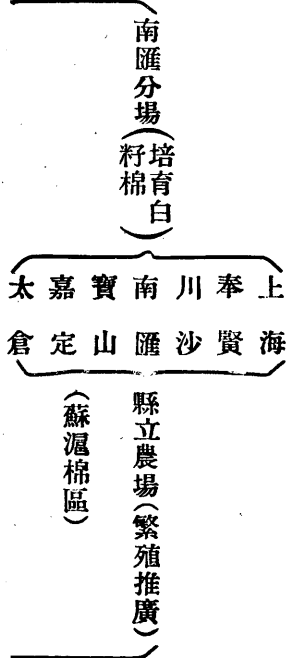 南匯分場（培育白籽棉）
上海
奉賢
川沙
南匯
寶山
嘉定
太倉
縣立農場（繁殖推廣）
（蘇滬棉區）